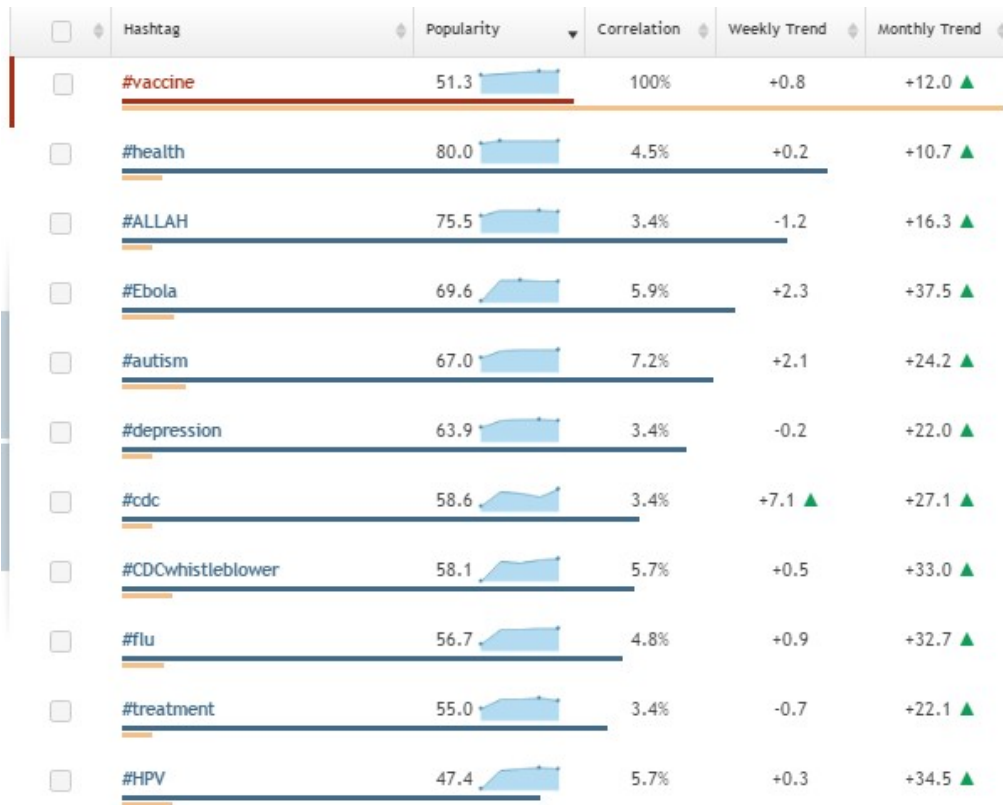 Hashtag Popularity Correlation Weekly Trend Monthly Trend
#vaccine 51.3 100% +0.8 +12.0
#health 80.0 4.5% +0.2 +10.7
#ALLAH 75.5 3.4% -1.2 +16.3
#Ebola 69.6 5.9% +2.3 +37.5
#autism 67.0 7.2% +2.1 +24.2
#depression 63.9 3.4% -0.2 +22.0
#cdc 58.6 3.4% +7.1 +27.1
#CDCwhistleblower 58.1 5.7% +0.5 +33.0
#flu 56.7 4.8% +0.9 +32.7
#treatment 55.0 3.4% -0.7 +22.1
#HPV 47.4 5.7% +0.3 +34.5